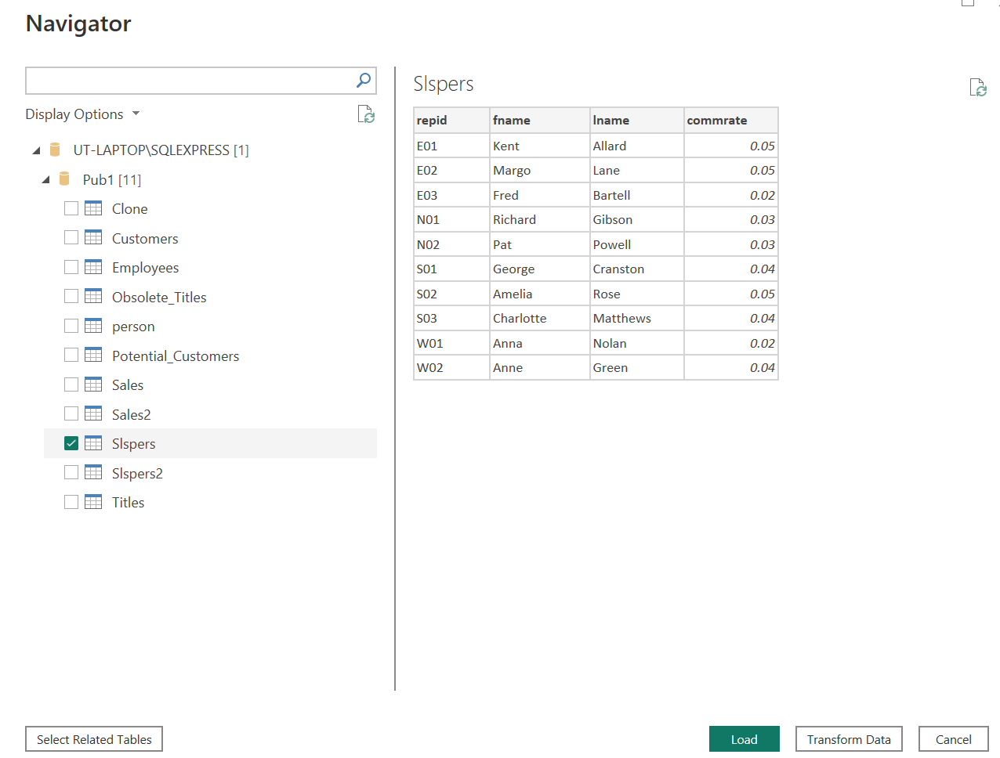 Navigator
Display Options
UT-LAPTOP\SQLEXPRESS [1]
Pub1 [11]
Clone
Customers
Employees
Obsolete_Titles
person
Potential_Customers
Sales
Sales2
Slspers
Slspers2
Titles
Slspers
repid fname lname commrate
E01 Kent Allard 0.05
E02 Margo Lane 0.05
E03 Fred Bartell 0.02
N01 Richard Gibson 0.03
N02 Pat Powell 0.03
S01 George Cranston 0.04
S02 Amelia Rose 0.05
S03 Charlotte Matthews 0.04
W01 Anna Nolan 0.02
W02 Anne Green 0.04
Select Related Tables
Load
Transform Data
Cancel